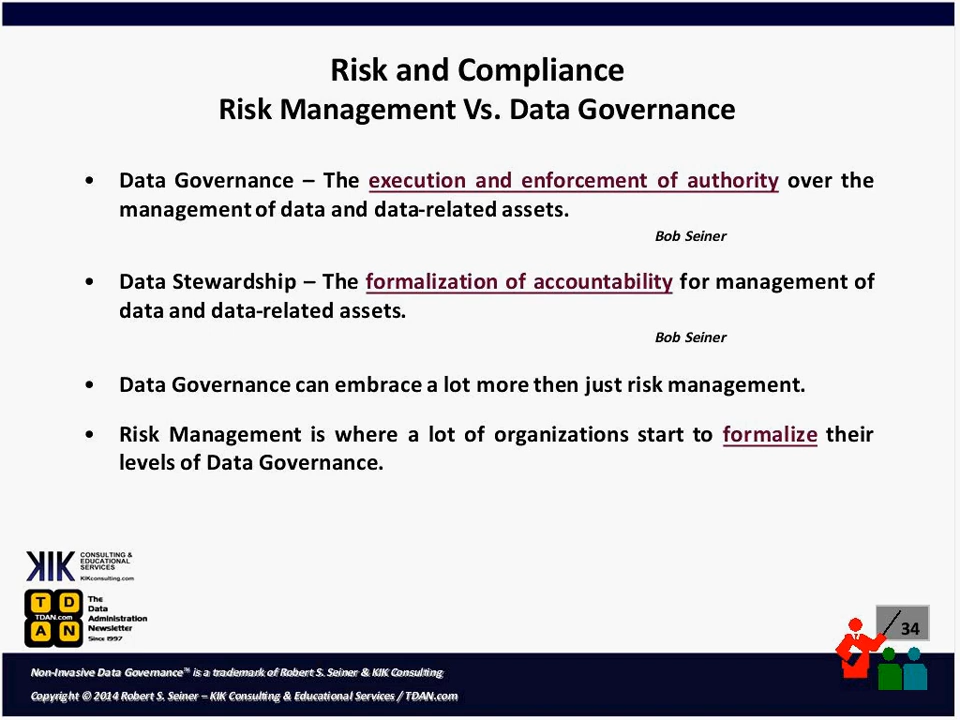 Risk and Compliance
Risk Management Vs. Data Governance
• Data Governance – The execution and enforcement of authority over the
management of data and data-related assets.
Bob Seiner
• Data Stewardship – The formalization of accountability for management of
data and data-related assets.
Bob Seiner
• Data Governance can embrace a lot more then just risk management.
• Risk Management is where a lot of organizations start to formalize their
levels of Data Governance.
KIK
CONSULTING &
EDUCATIONAL
SERVICES
KIKconsulting.com
T D
TDAN.com
A N
The
Data
Administration
Newsletter
Since 1997
34
Non-Invasive Data Governance™ is a trademark of Robert S. Seiner & KIK Consulting
Copyright © 2014 Robert S. Seiner – KIK Consulting & Educational Services / TDAN.com